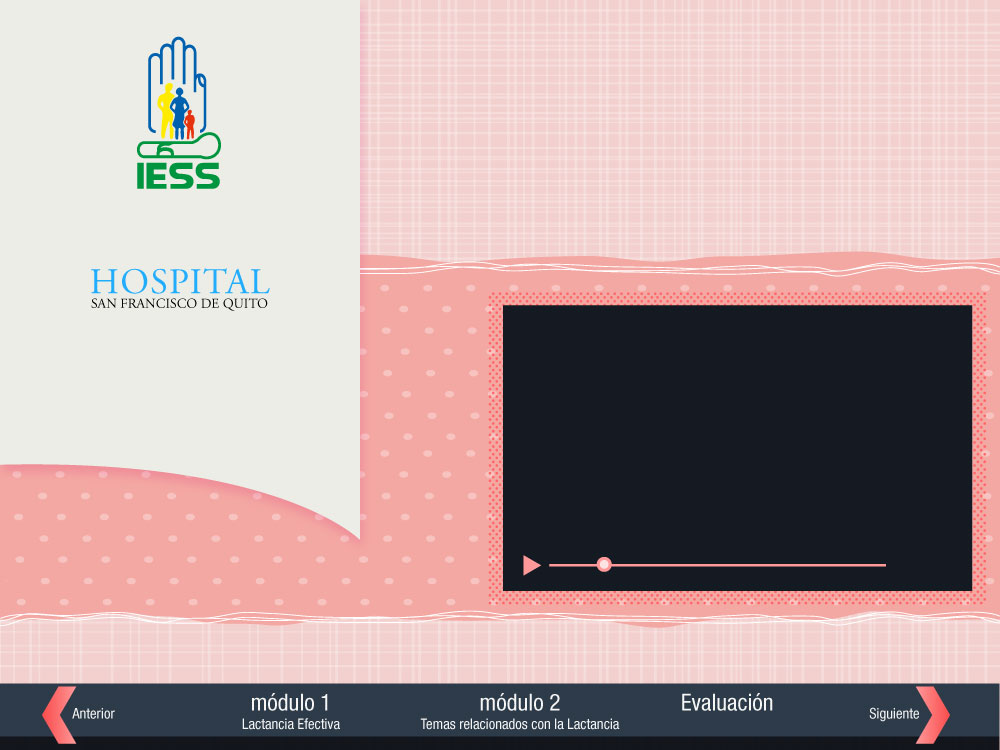 IESS
HOSPITAL
SAN FRANCISCO DE QUITO
Anterior
módulo 1
Lactancia Efectiva
módulo 2
Temas relacionados con la Lactancia
Evaluación
Siguiente